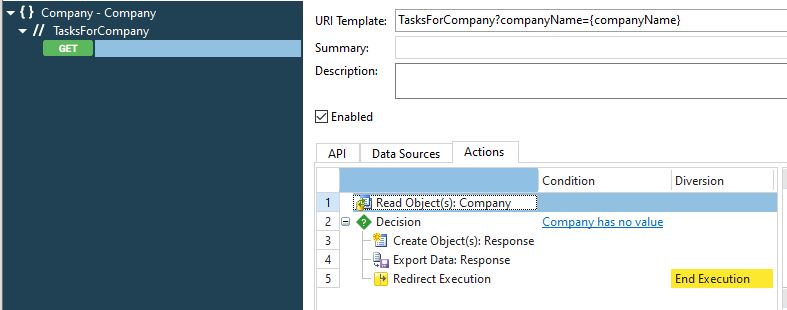 { } Company - Company
// TasksForCompany
GET
URI Template: TasksForCompany?companyName={companyName}
Summary:
Description:
Enabled
API Data Sources Actions
Condition Diversion
1 Read Object(s): Company
2 Decision Company has no value
3 Create Object(s): Response
4 Export Data: Response
5 Redirect Execution End Execution